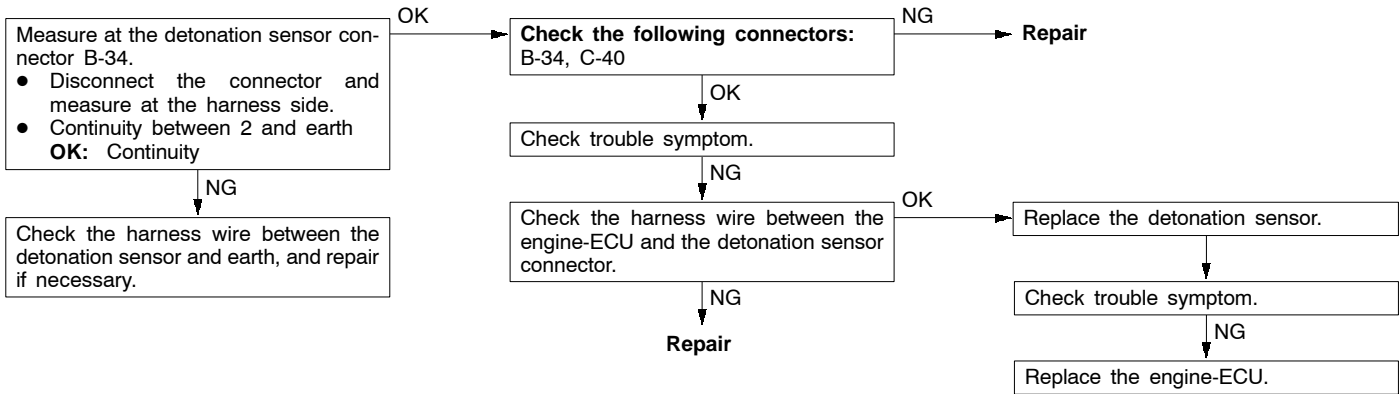 Measure at the detonation sensor con-
nector B-34.
● Disconnect the connector and
measure at the harness side.
● Continuity between 2 and earth
OK: Continuity
OK
NG
Check the harness wire between the
detonation sensor and earth, and repair
if necessary.
Check the following connectors:
B-34, C-40
NG
Repair
OK
Check trouble symptom.
NG
Check the harness wire between the
engine-ECU and the detonation sensor
connector.
NG
Repair
OK
Replace the detonation sensor.
Check trouble symptom.
NG
Replace the engine-ECU.